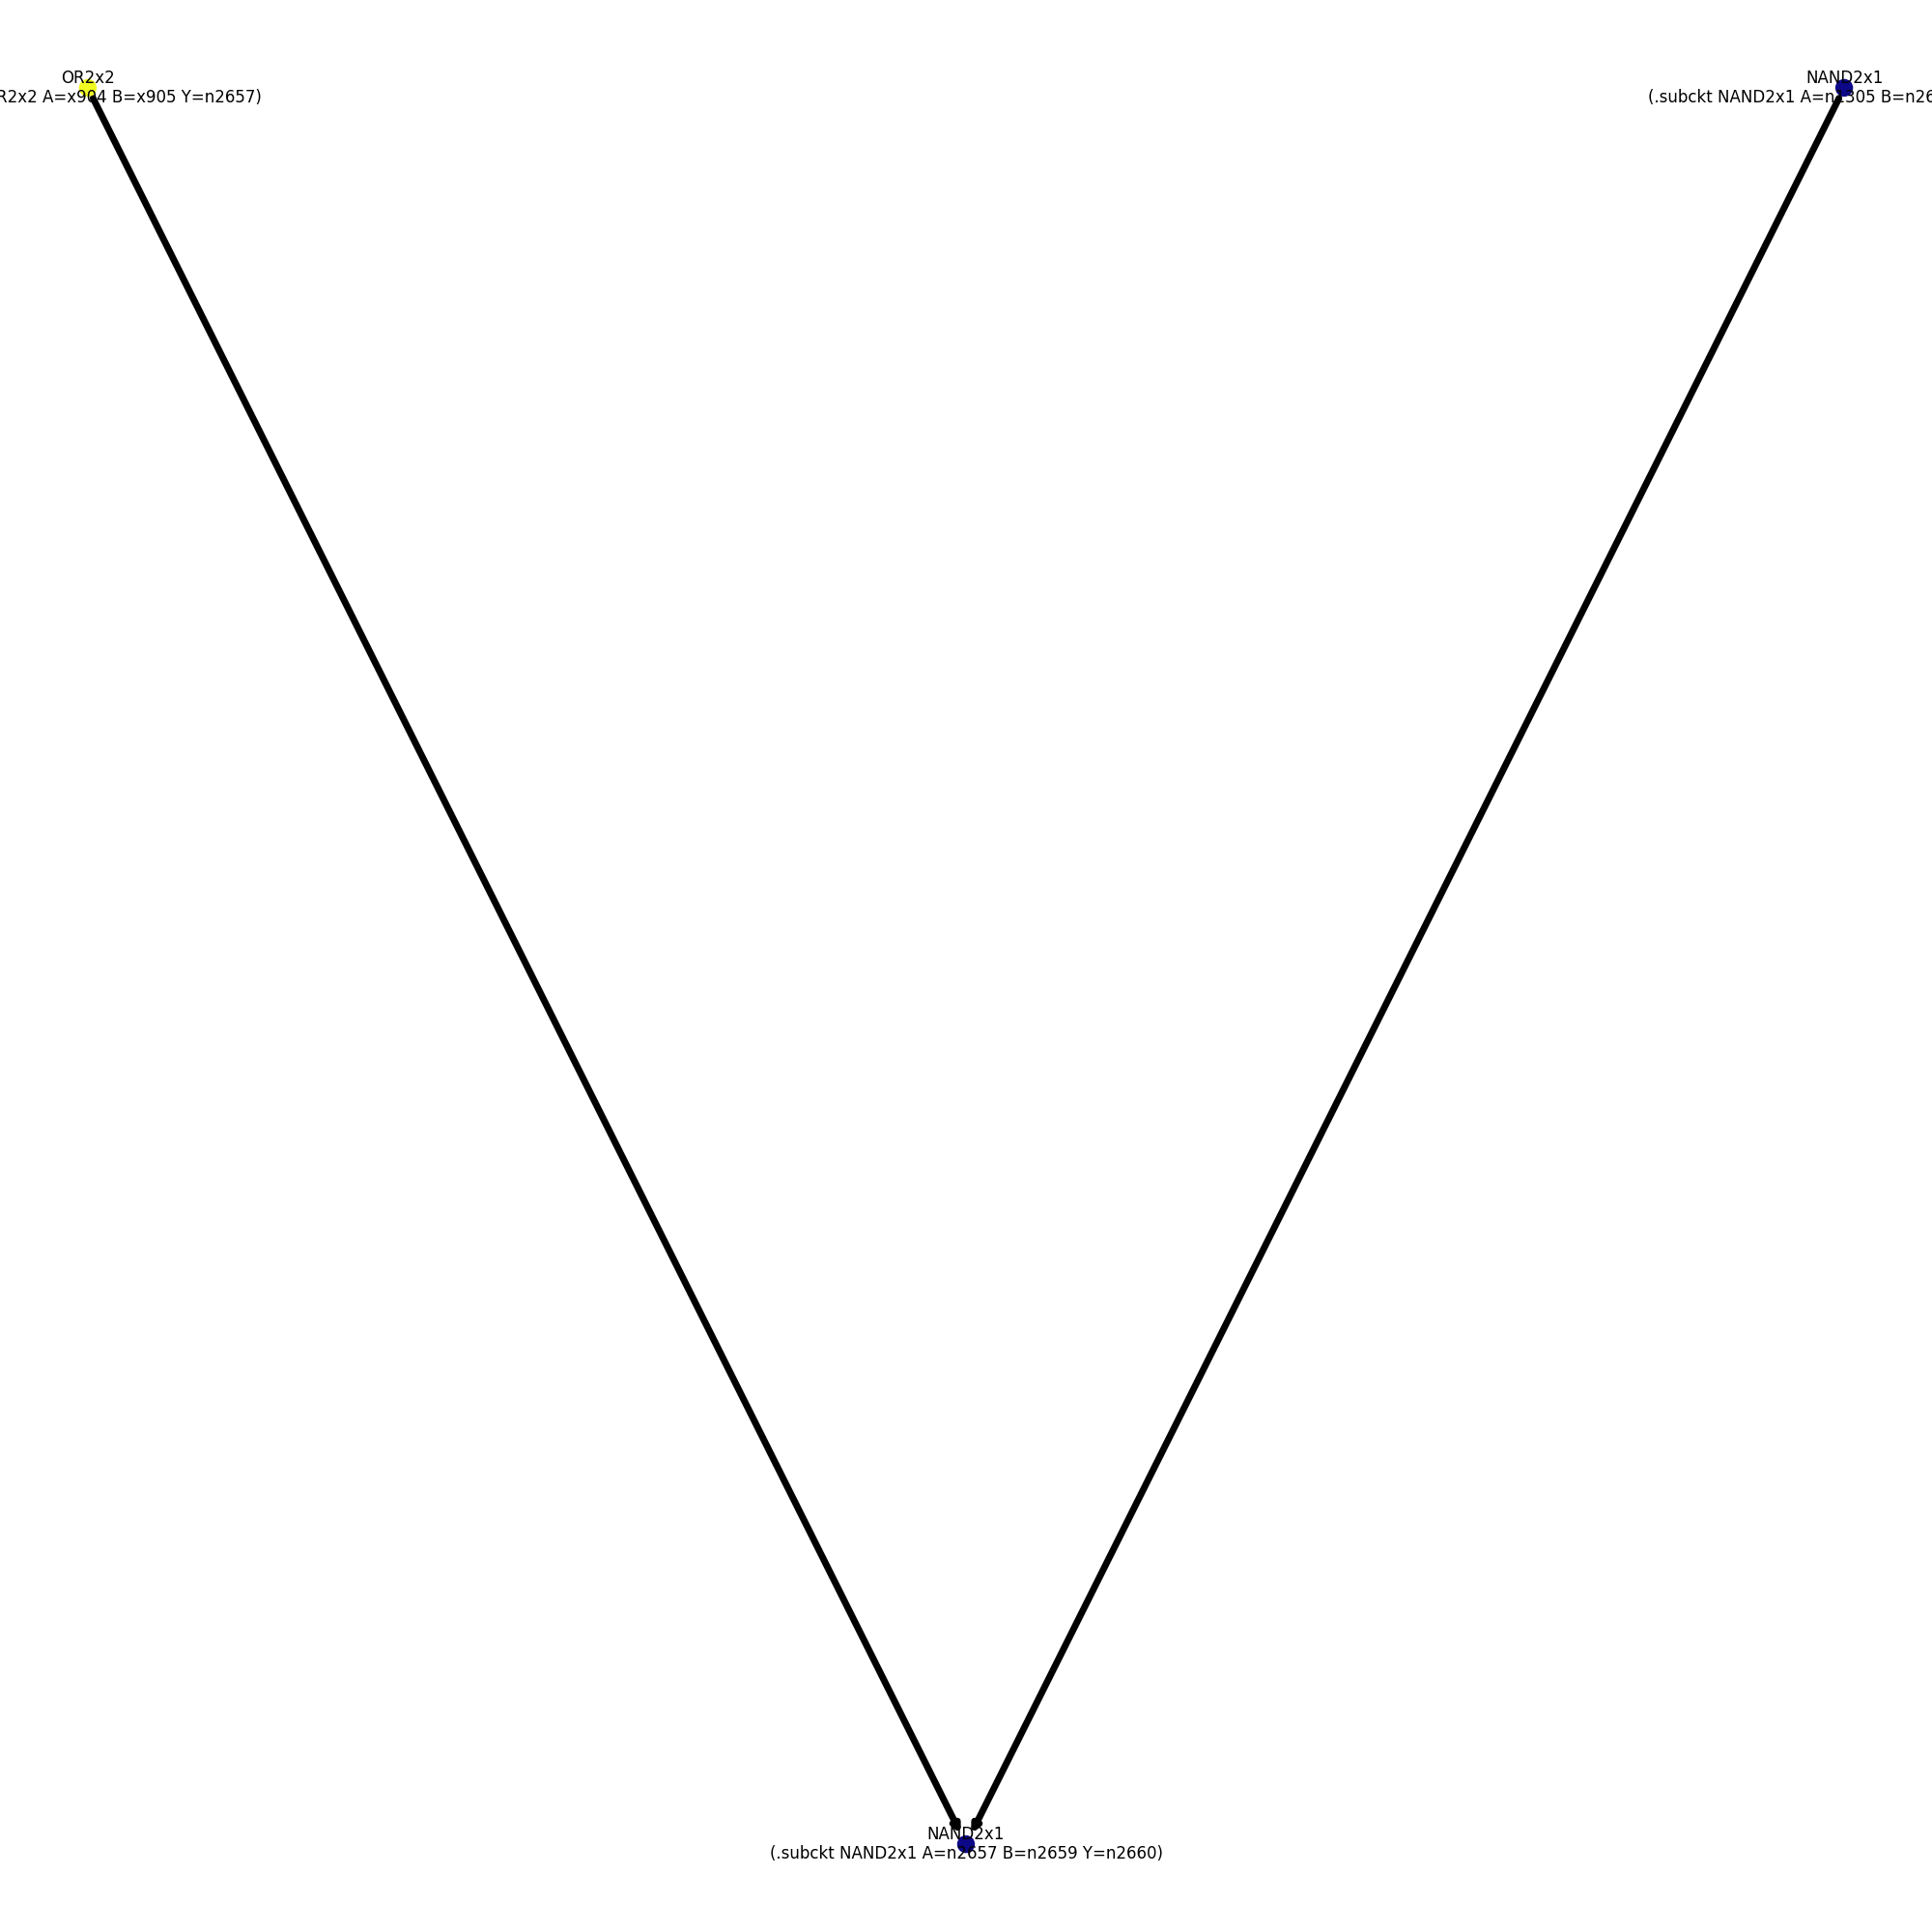 OR2x2
R2x2 A=x904 B=x905 Y=n2657)
NAND2x1
(.subckt NAND2x1 A=n1305 B=n26
NAND2x1
(.subckt NAND2x1 A=n2657 B=n2659 Y=n2660)